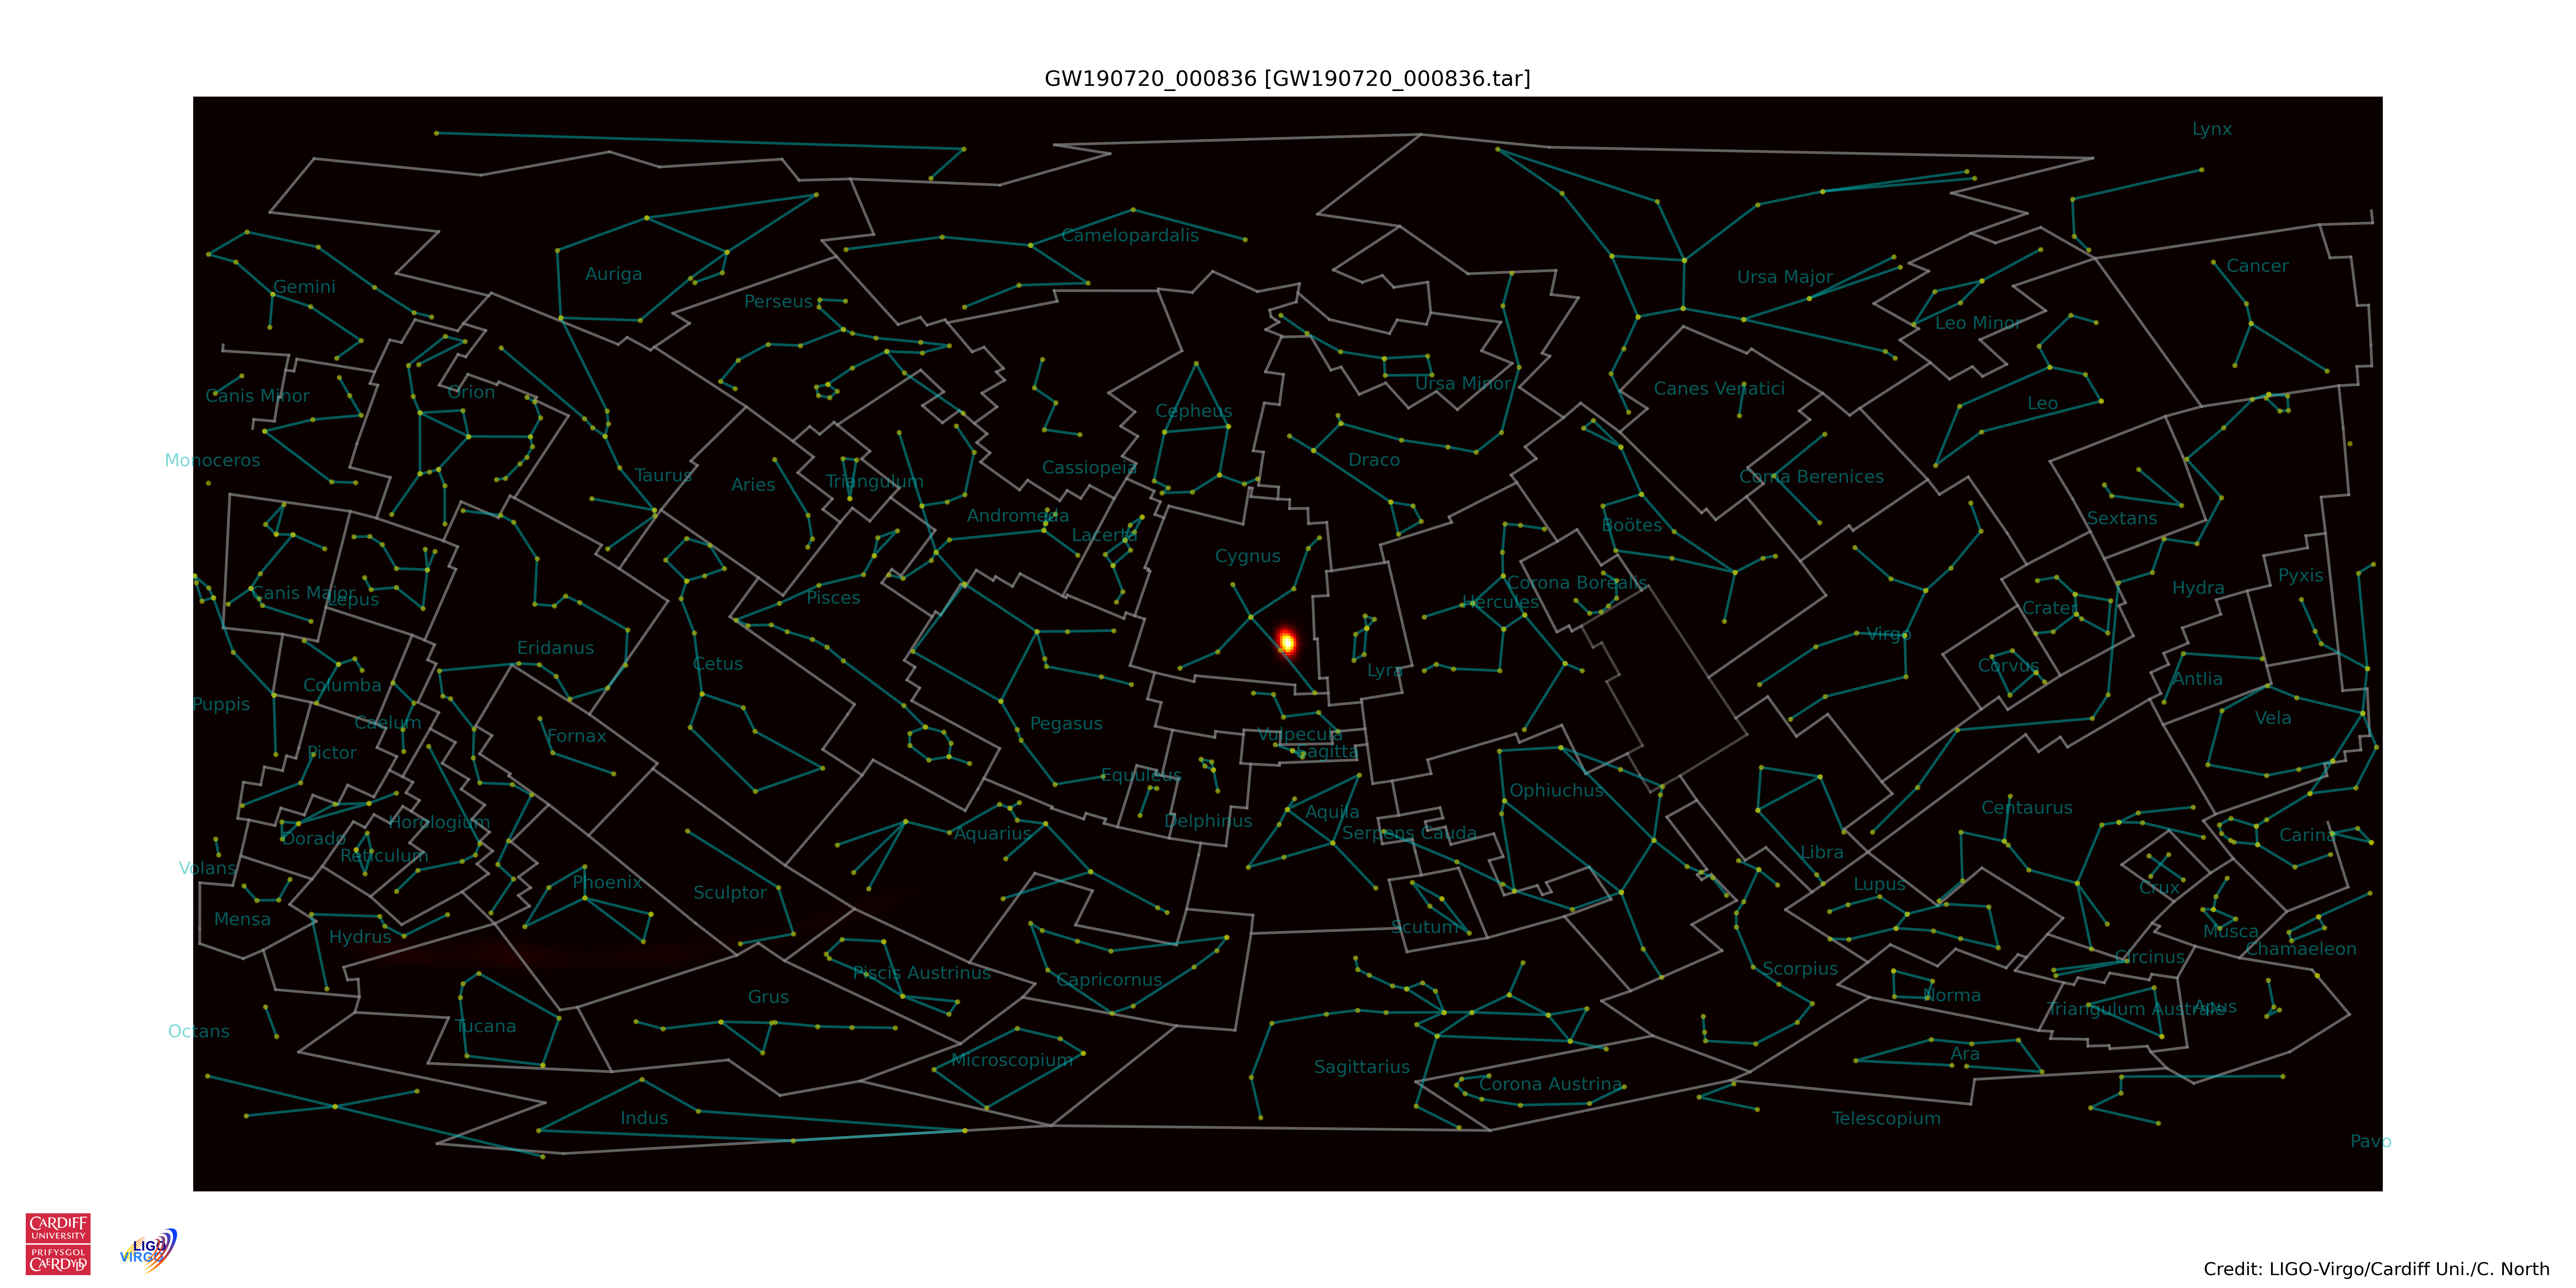 GW190720_000836 [GW190720_000836.tar]
Lynx
Camelopardalis
Cancer
Auriga
Ursa Major
Gemini
Perseus
Leo Minor
Ursa Minor
Canes Venatici
Orion
Canis Minor
Leo
Cepheus
Monoceros
Draco
Cassiopeia
Taurus
Triangulum
Coma Berenices
Aries
Andromeda
Sextans
Boötes
Lacerta
Cygnus
Pyxis
Corona Borealis
Hydra
Canis Major
Lepus
Pisces
Hercules
Crater
Virgo
Eridanus
Cetus
Corvus
Lyra
Antlia
Columba
Puppis
Vela
Caelum
Pegasus
Fornax
Vulpecula
Pictor
Sagitta
Equuleus
Ophiuchus
Centaurus
Aquila
Horologium
Delphinus
Aquarius
Serpens Cauda
Carina
Dorado
Libra
Reticulum
Volans
Phoenix
Lupus
Crux
Sculptor
Mensa
Scutum
Musca
Hydrus
Chamaeleon
Circinus
Scorpius
Piscis Austrinus
Capricornus
Grus
Norma
Apus
Triangulum Australe
Tucana
Octans
Ara
Microscopium
Sagittarius
Corona Austrina
Indus
Telescopium
Pavo
CARDIFF
UNIVERSITY
PRIFYSGOL
CAERDYDD
LIGO
VIRGO
Credit: LIGO-Virgo/Cardiff Uni./C. North